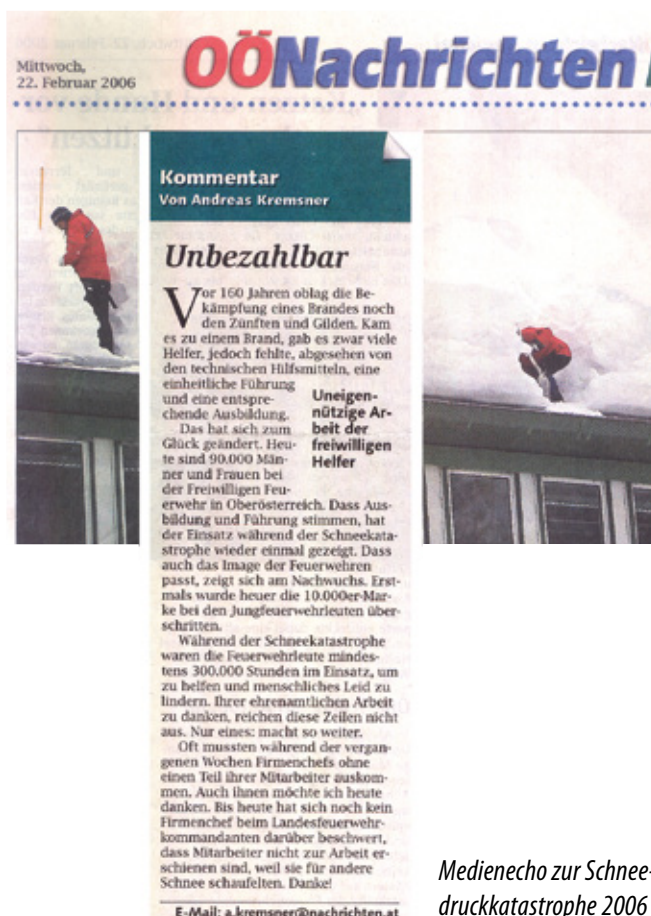 Mittwoch,
22. Februar 2006
OÖNachrichten
Kommentar
Von Andreas Kremsner
Unbezahlbar
Vor 160 Jahren oblag die Be-
kämpfung eines Brandes noch
den Zünften und Gilden. Kam
es zu einem Brand, gab es zwar viele
Helfer, jedoch fehlte, abgesehen von
den technischen Hilfsmitteln, eine
einheitliche Führung
und eine entspre-
chende Ausbildung.
Das hat sich zum
Glück geändert. Heu-
te sind 90.000 Män-
ner und Frauen bei
der Freiwilligen Feu-
erwehr in Oberösterreich. Dass Aus-
bildung und Führung stimmen, hat
der Einsatz während der Schneekata-
strophe wieder einmal gezeigt. Dass
auch das Image der Feuerwehren
passt, zeigt sich am Nachwuchs. Erst-
mals wurde heuer die 10.000er-Mar-
ke bei den Jungfeuerwehrleuten über-
schritten.
Während der Schneekatastrophe
waren die Feuerwehrleute mindes-
tens 300.000 Stunden im Einsatz, um
zu helfen und menschliches Leid zu
lindern. Ihrer ehrenamtlichen Arbeit
zu danken, reichen diese Zeilen nicht
aus. Nur eines: macht so weiter.
Oft mussten während der vergan-
genen Wochen Firmenchefs ohne
einen Teil ihrer Mitarbeiter auskom-
men. Auch ihnen möchte ich heute
danken. Bis heute hat sich noch kein
Firmenchef beim Landesfeuerwehr-
kommandanten darüber beschwert,
dass Mitarbeiter nicht zur Arbeit er-
schienen sind, weil sie für andere
Schnee schaufelten. Danke!
Uneigen-
nützige Ar-
beit der
freiwilligen
Helfer
E-Mail: a.kremsner@nachrichten.at
Medienecho zur Schnee-
druckkatastrophe 2006